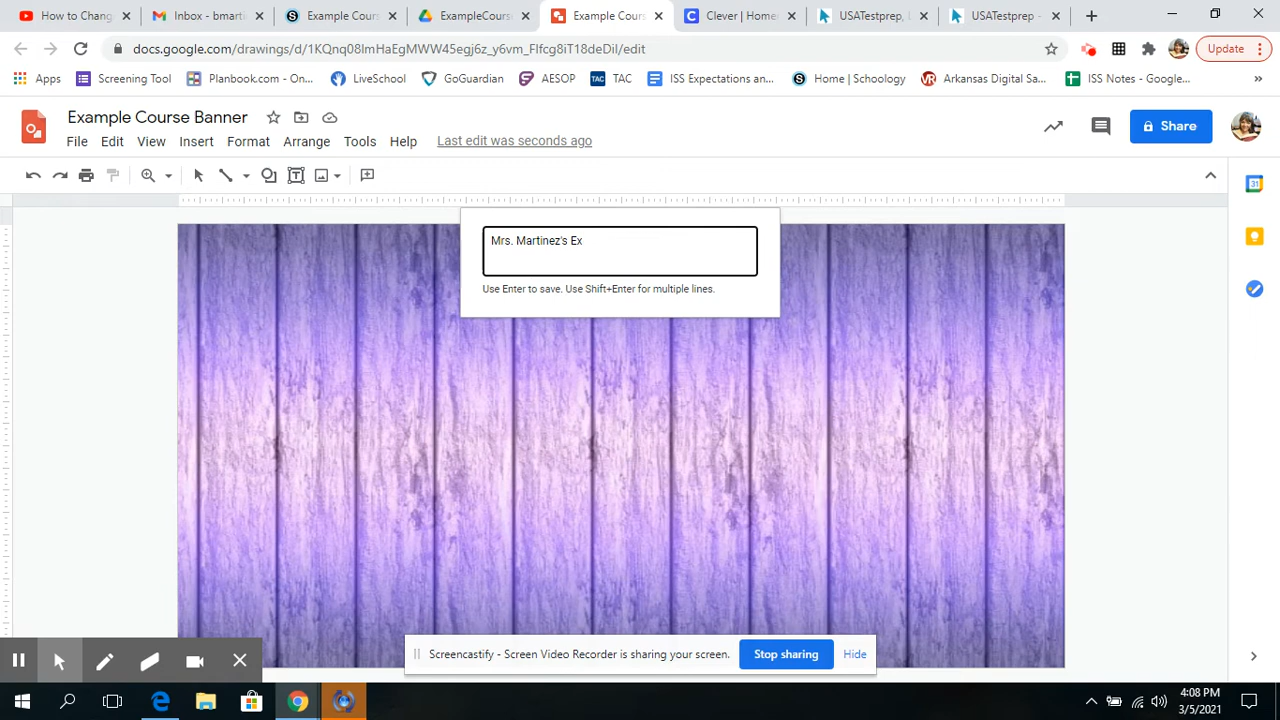 How to Chang
Inbox - bmarti
Example Cours
ExampleCours
Example Cour
Clever | Home
USATestprep, L
USATestprep -
docs.google.com/drawings/d/1KQnq08lmHaEgMWW45egj6z_y6vm_Flfcg8iT18deDiI/edit
Update
Apps
Screening Tool
Planbook.com - On...
LiveSchool
GoGuardian
AESOP
TAC
TAC
ISS Expectations an...
Home | Schoology
Arkansas Digital Sa...
ISS Notes - Google...
Example Course Banner
File Edit View Insert Format Arrange Tools Help Last edit was seconds ago
Share
31
Mrs. Martinez's Ex
Use Enter to save. Use Shift+Enter for multiple lines.
Screencastify - Screen Video Recorder is sharing your screen.
Stop sharing
Hide
4:08 PM
3/5/2021